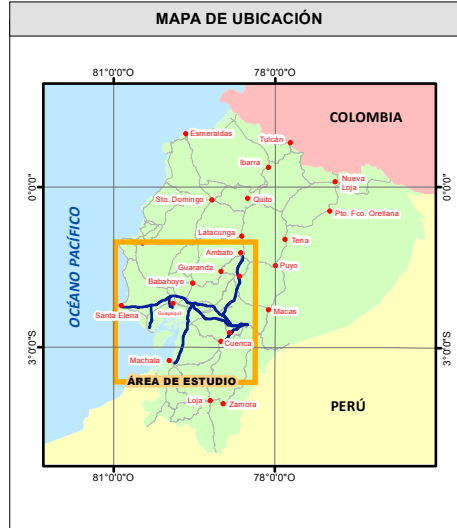 MAPA DE UBICACIÓN
81°0'0"O
78°0'0"O
COLOMBIA
Esmeraldas
Tulcán
Ibarra
Nueva
Loja
0°0'0"
0°0'0"
Sto. Domingo
Quito
Pto. Fco. Orellana
OCÉANO PACÍFICO
Latacunga
Tena
Ambato
Guaranda
Puyo
Babahoyo
Santa Elena
Guayaquil
Macas
3°0'0"S
3°0'0"S
Cuenca
Machala
ÁREA DE ESTUDIO
Loja
Zamora
PERÚ
81°0'0"O
78°0'0"O